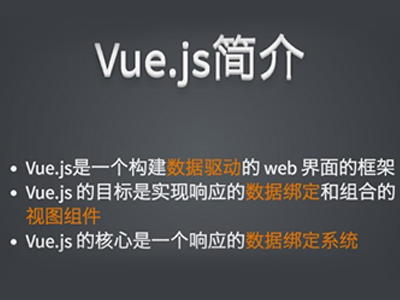 Vue.js简介
Vue.js是一个构建数据驱动的 web 界面的框架
Vue.js 的目标是实现响应的数据绑定和组合的
视图组件
Vue.js 的核心是一个响应的数据绑定系统